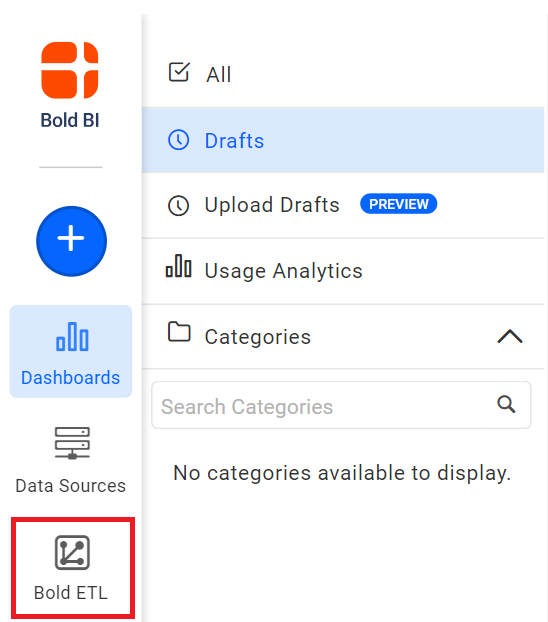 Bold BI
Dashboards
Data Sources
Bold ETL
All
Drafts
Upload Drafts PREVIEW
Usage Analytics
Categories
Search Categories
No categories available to display.